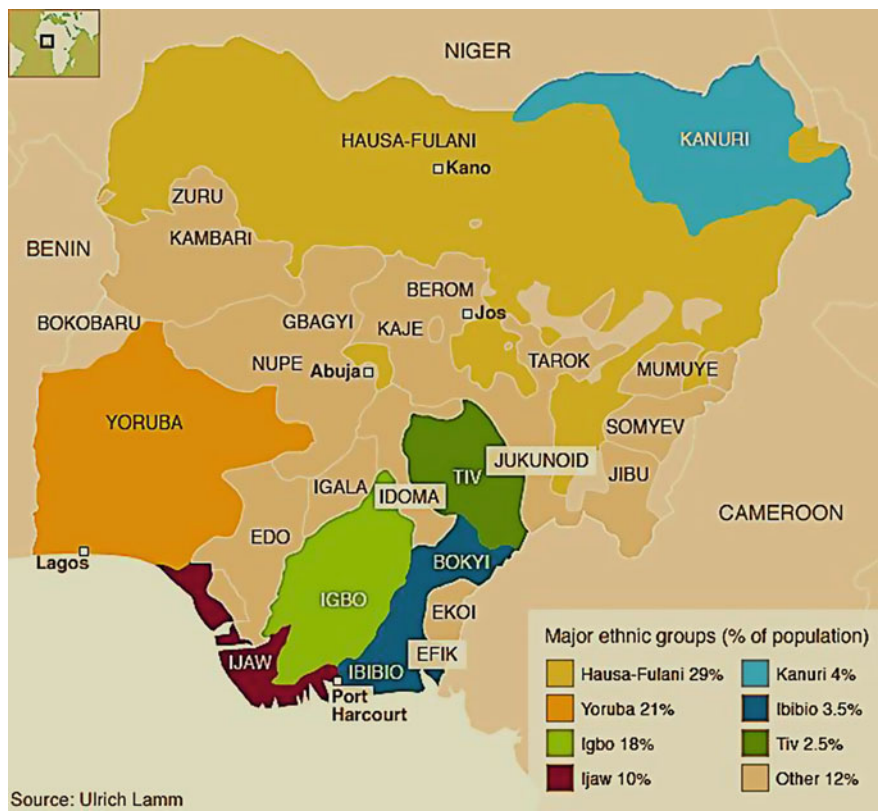 NIGER
HAUSA-FULANI
Kano
KANURI
ZURU
KAMBARI
BENIN
BEROM
BOKOBARU
GBAGYI
KAJE
Jos
NUPE
Abuja
TAROK
MUMUYE
YORUBA
SOMYEV
JUKUNOID
TIV
JIBU
IGALA
IDOMA
CAMEROON
EDO
Lagos
BOKYI
IGBO
EKOI
EFIK
IJAW
IBIBIO
Port
Harcourt
Major ethnic groups (% of population)
Hausa-Fulani 29%
Kanuri 4%
Yoruba 21%
Ibibio 3.5%
Igbo 18%
Tiv 2.5%
Ijaw 10%
Other 12%
Source: Ulrich Lamm